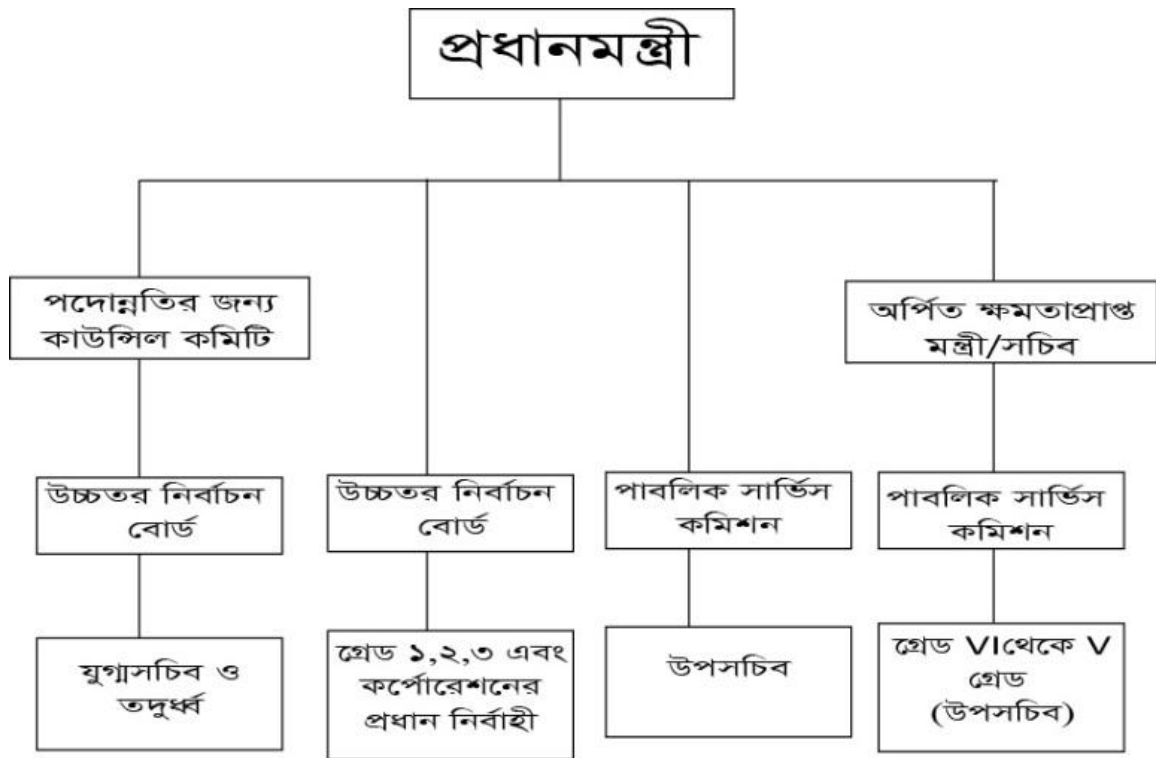 প্রধানমন্ত্রী
পদোন্নতির জন্য
কাউন্সিল কমিটি
অর্পিত ক্ষমতাপ্রাপ্ত
মন্ত্রী/সচিব
উচ্চতর নির্বাচন
বোর্ড
উচ্চতর নির্বাচন
বোর্ড
পাবলিক সার্ভিস
কমিশন
পাবলিক সার্ভিস
কমিশন
যুগ্মসচিব ও
তদুর্ধ্ব
গ্রেড ১,২,৩ এবং
কর্পোরেশনের
প্রধান নির্বাহী
উপসচিব
গ্রেড VIথেকে V
গ্রেড
(উপসচিব)